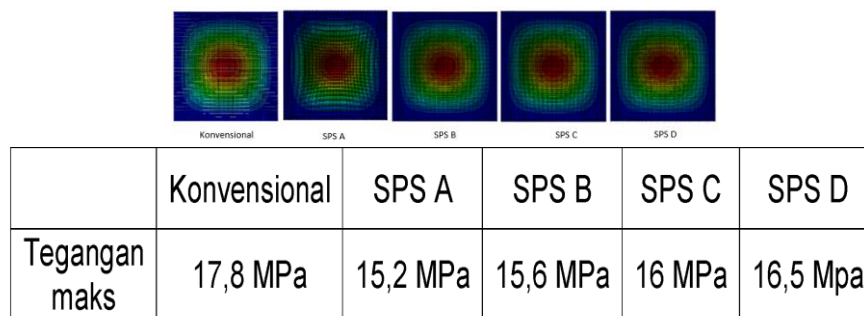 Konvensional SPS A SPS B SPS C SPS D
Konvensional SPS A SPS B SPS C SPS D
Tegangan maks 17,8 MPa 15,2 MPa 15,6 MPa 16 MPa 16,5 Mpa